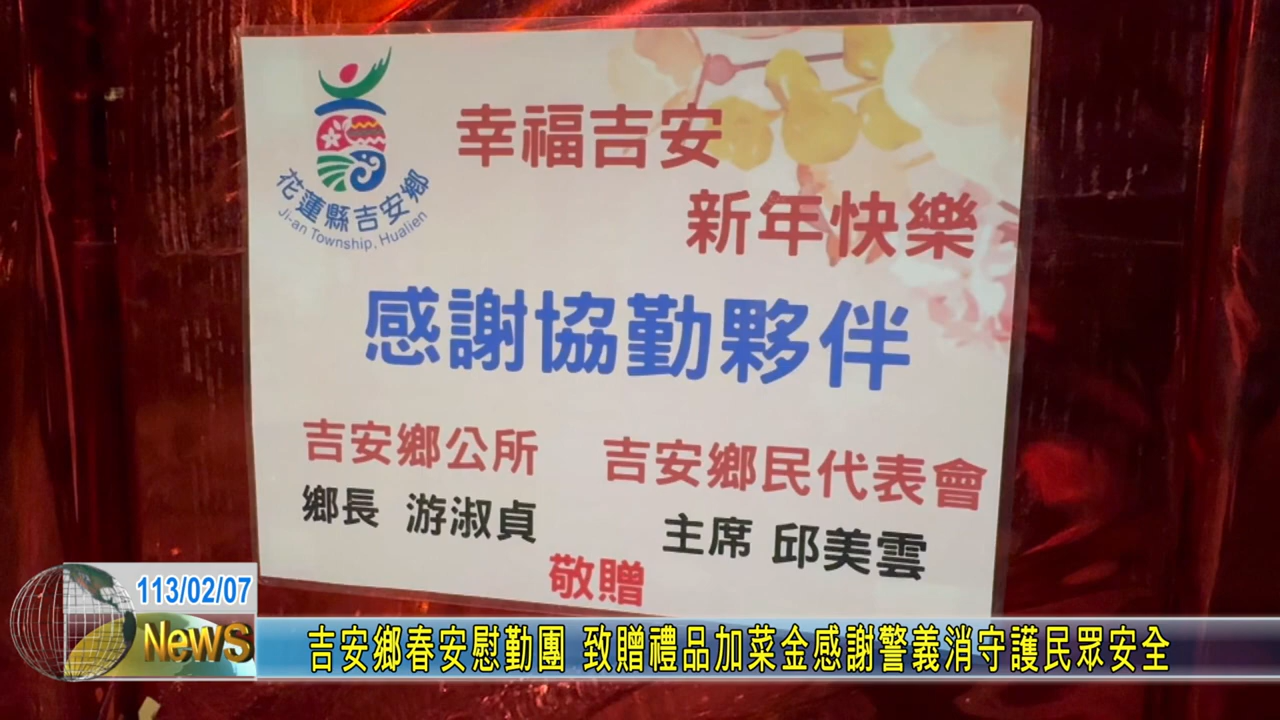 幸福吉安
新年快樂
花蓮縣吉安鄉
Ji-an Township, Hualien
感謝協勤夥伴
吉安鄉公所 吉安鄉民代表會
鄉長 游淑貞 主席 邱美雲
敬贈
113/02/07
NewS
吉安鄉春安慰勤團 致贈禮品加菜金感謝警義消守護民眾安全